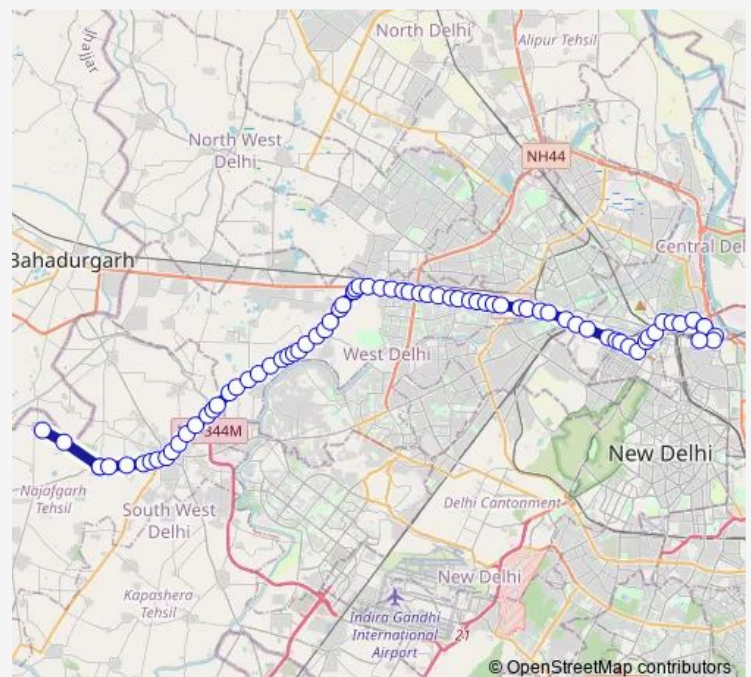 North Delhi
Alipur Tehsil
Jhajjar
North West
Delhi
NH44
Central Del
Bahadurgarh
West Delhi
344M
New Delhi
Najafgarh
Tehsil
South West
Delhi
Delhi Cantonment
New Delhi
Kapashera
Tehsil
Indira Gandhi
International
Airport
21
© OpenStreetMap contributors